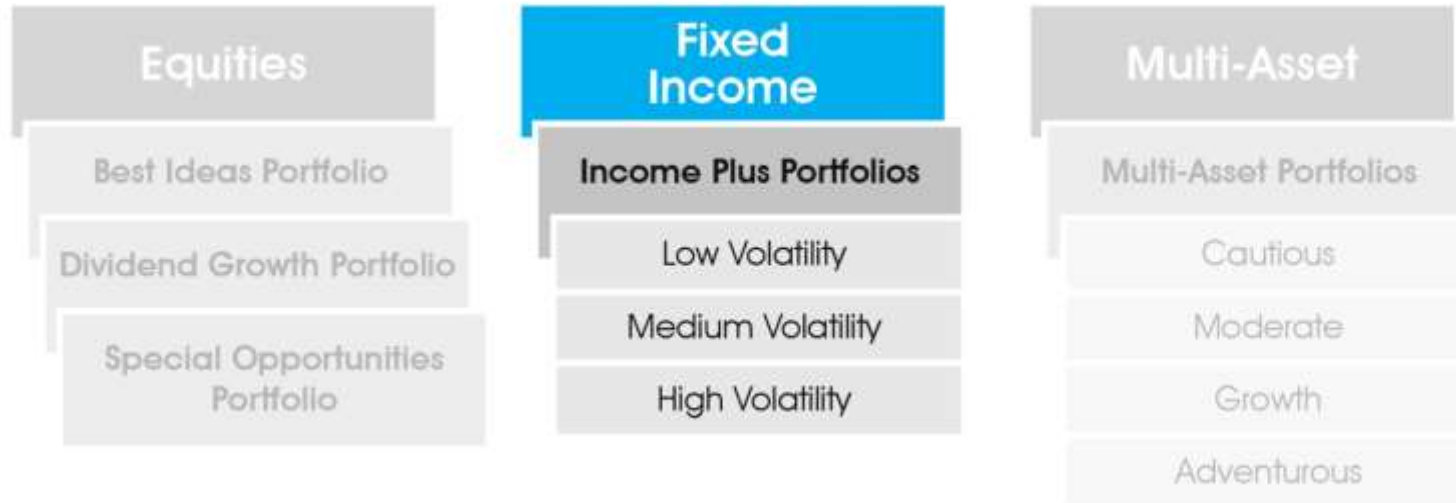 Equities
Best Ideas Portfolio
Dividend Growth Portfolio
Special Opportunities
Portfolio
Fixed
Income
Income Plus Portfolios
Low Volatility
Medium Volatility
High Volatility
Multi-Asset
Multi-Asset Portfolios
Cautious
Moderate
Growth
Adventurous